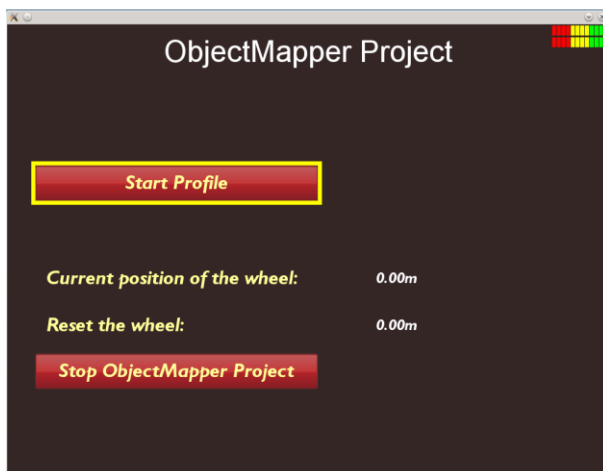 ObjectMapper Project
Start Profile
Current position of the wheel: 0.00m
Reset the wheel: 0.00m
Stop ObjectMapper Project